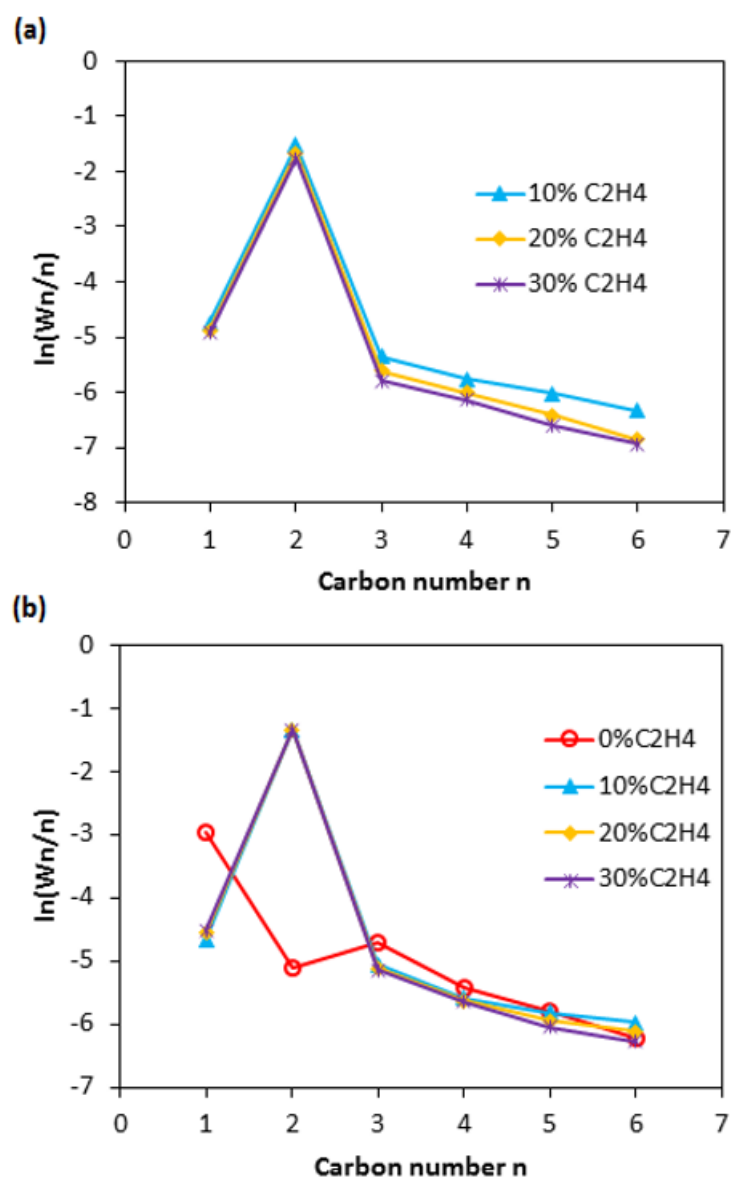 (a)
0
-1
-2
-3
-4
-5
-6
-7
-8
ln(Wn/n)
10% C2H4
20% C2H4
30% C2H4
0 1 2 3 4 5 6 7
Carbon number n
(b)
0
-1
-2
-3
-4
-5
-6
-7
ln(Wn/n)
0%C2H4
10%C2H4
20%C2H4
30%C2H4
0 1 2 3 4 5 6 7
Carbon number n